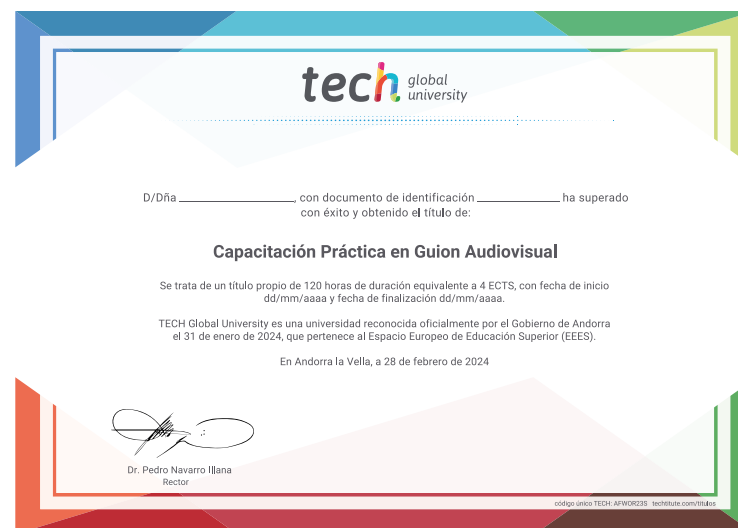 tech global university
D/Dña ____________________, con documento de identificación _______________ ha superado
con éxito y obtenido el título de:
Capacitación Práctica en Guion Audiovisual
Se trata de un título propio de 120 horas de duración equivalente a 4 ECTS, con fecha de inicio
dd/mm/aaaa y fecha de finalización dd/mm/aaaa.
TECH Global University es una universidad reconocida oficialmente por el Gobierno de Andorra
el 31 de enero de 2024, que pertenece al Espacio Europeo de Educación Superior (EEES).
En Andorra la Vella, a 28 de febrero de 2024
Dr. Pedro Navarro Illana
Rector
código único TECH: AFWOR23S techtitute.com/titulos